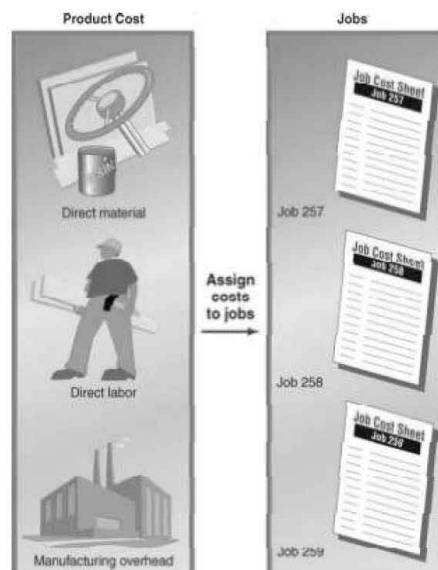 Product Cost
Direct material
Direct labor
Manufacturing overhead
Assign
costs
to jobs
Jobs
Job Cost Sheet
Job 257
Job 257
Job Cost Sheet
Job 258
Job 258
Job Cost Sheet
Job
Job 259